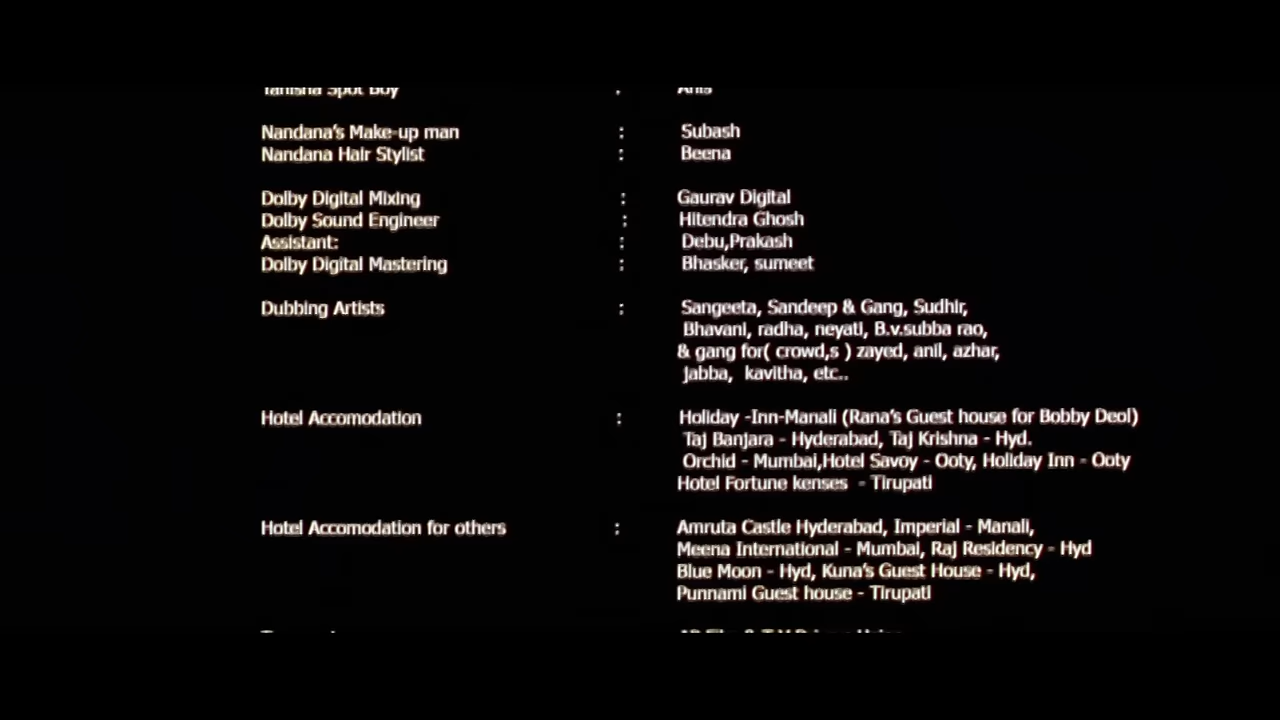 Tanisha Spot Boy : Anis
Nandana's Make-up man : Subash
Nandana Hair Stylist : Beena
Dolby Digital Mixing : Gaurav Digital
Dolby Sound Engineer : Hitendra Ghosh
Assistant: : Debu,Prakash
Dolby Digital Mastering : Bhasker, sumeet
Dubbing Artists : Sangeeta, Sandeep & Gang, Sudhir,
Bhavani, radha, neyati, B.v.subba rao,
& gang for( crowd,s ) zayed, anil, azhar,
jabba, kavitha, etc..
Hotel Accomodation : Holiday -Inn-Manali (Rana's Guest house for Bobby Deol)
Taj Banjara - Hyderabad, Taj Krishna - Hyd.
Orchid - Mumbai,Hotel Savoy - Ooty, Holiday Inn - Ooty
Hotel Fortune kenses - Tirupati
Hotel Accomodation for others : Amruta Castle Hyderabad, Imperial - Manali,
Meena International - Mumbai, Raj Residency - Hyd
Blue Moon - Hyd, Kuna's Guest House - Hyd,
Punnami Guest house - Tirupati